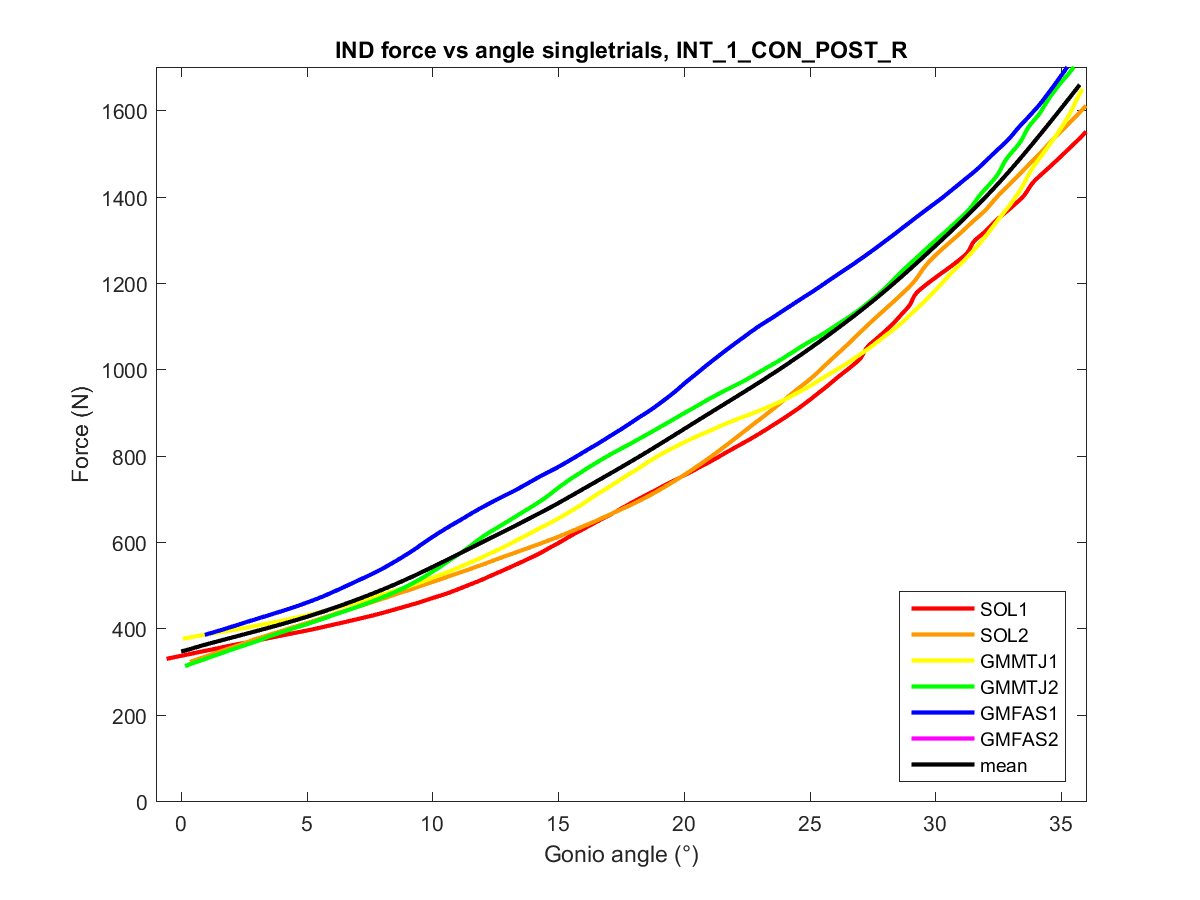 IND force vs angle singletrials, INT_1_CON_POST_R
1600
1400
1200
1000
800
600
400
200
0
Force (N)
0 5 10 15 20 25 30 35
Gonio angle (°)
SOL1
SOL2
GMMTJ1
GMMTJ2
GMFAS1
GMFAS2
mean